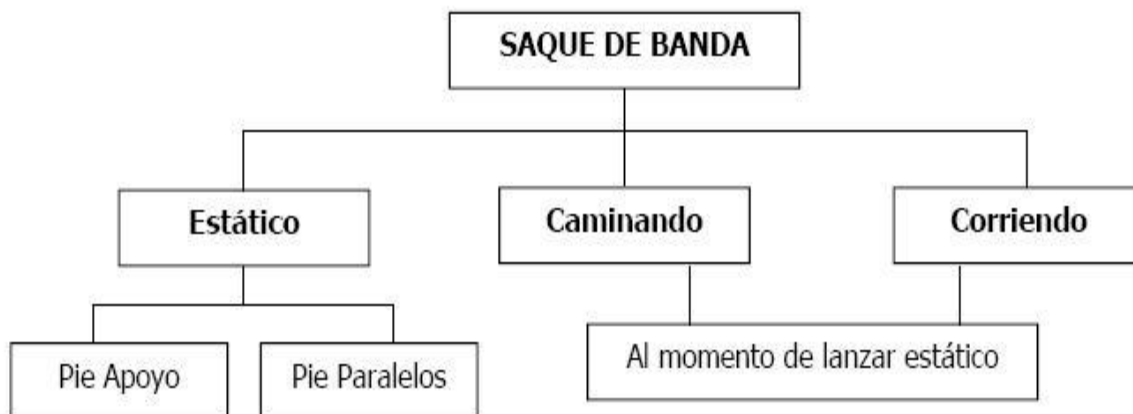 SAQUE DE BANDA
Estático
Caminando
Corriendo
Pie Apoyo
Pie Paralelos
Al momento de lanzar estático